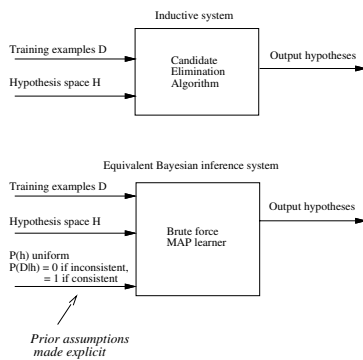 Inductive system
Training examples D
Hypothesis space H
Candidate
Elimination
Algorithm
Output hypotheses
Equivalent Bayesian inference system
Training examples D
Hypothesis space H
P(h) uniform
P(D|h) = 0 if inconsistent,
= 1 if consistent
Brute force
MAP learner
Output hypotheses
Prior assumptions
made explicit